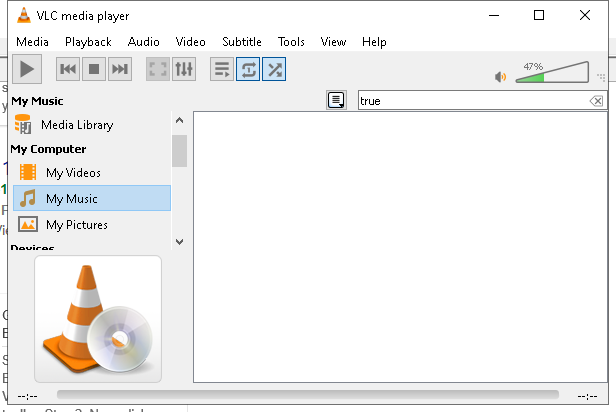 VLC media player
Media Playback Audio Video Subtitle Tools View Help
47%
My Music
true
Media Library
My Computer
My Videos
My Music
My Pictures
Devices
--:-- --:--